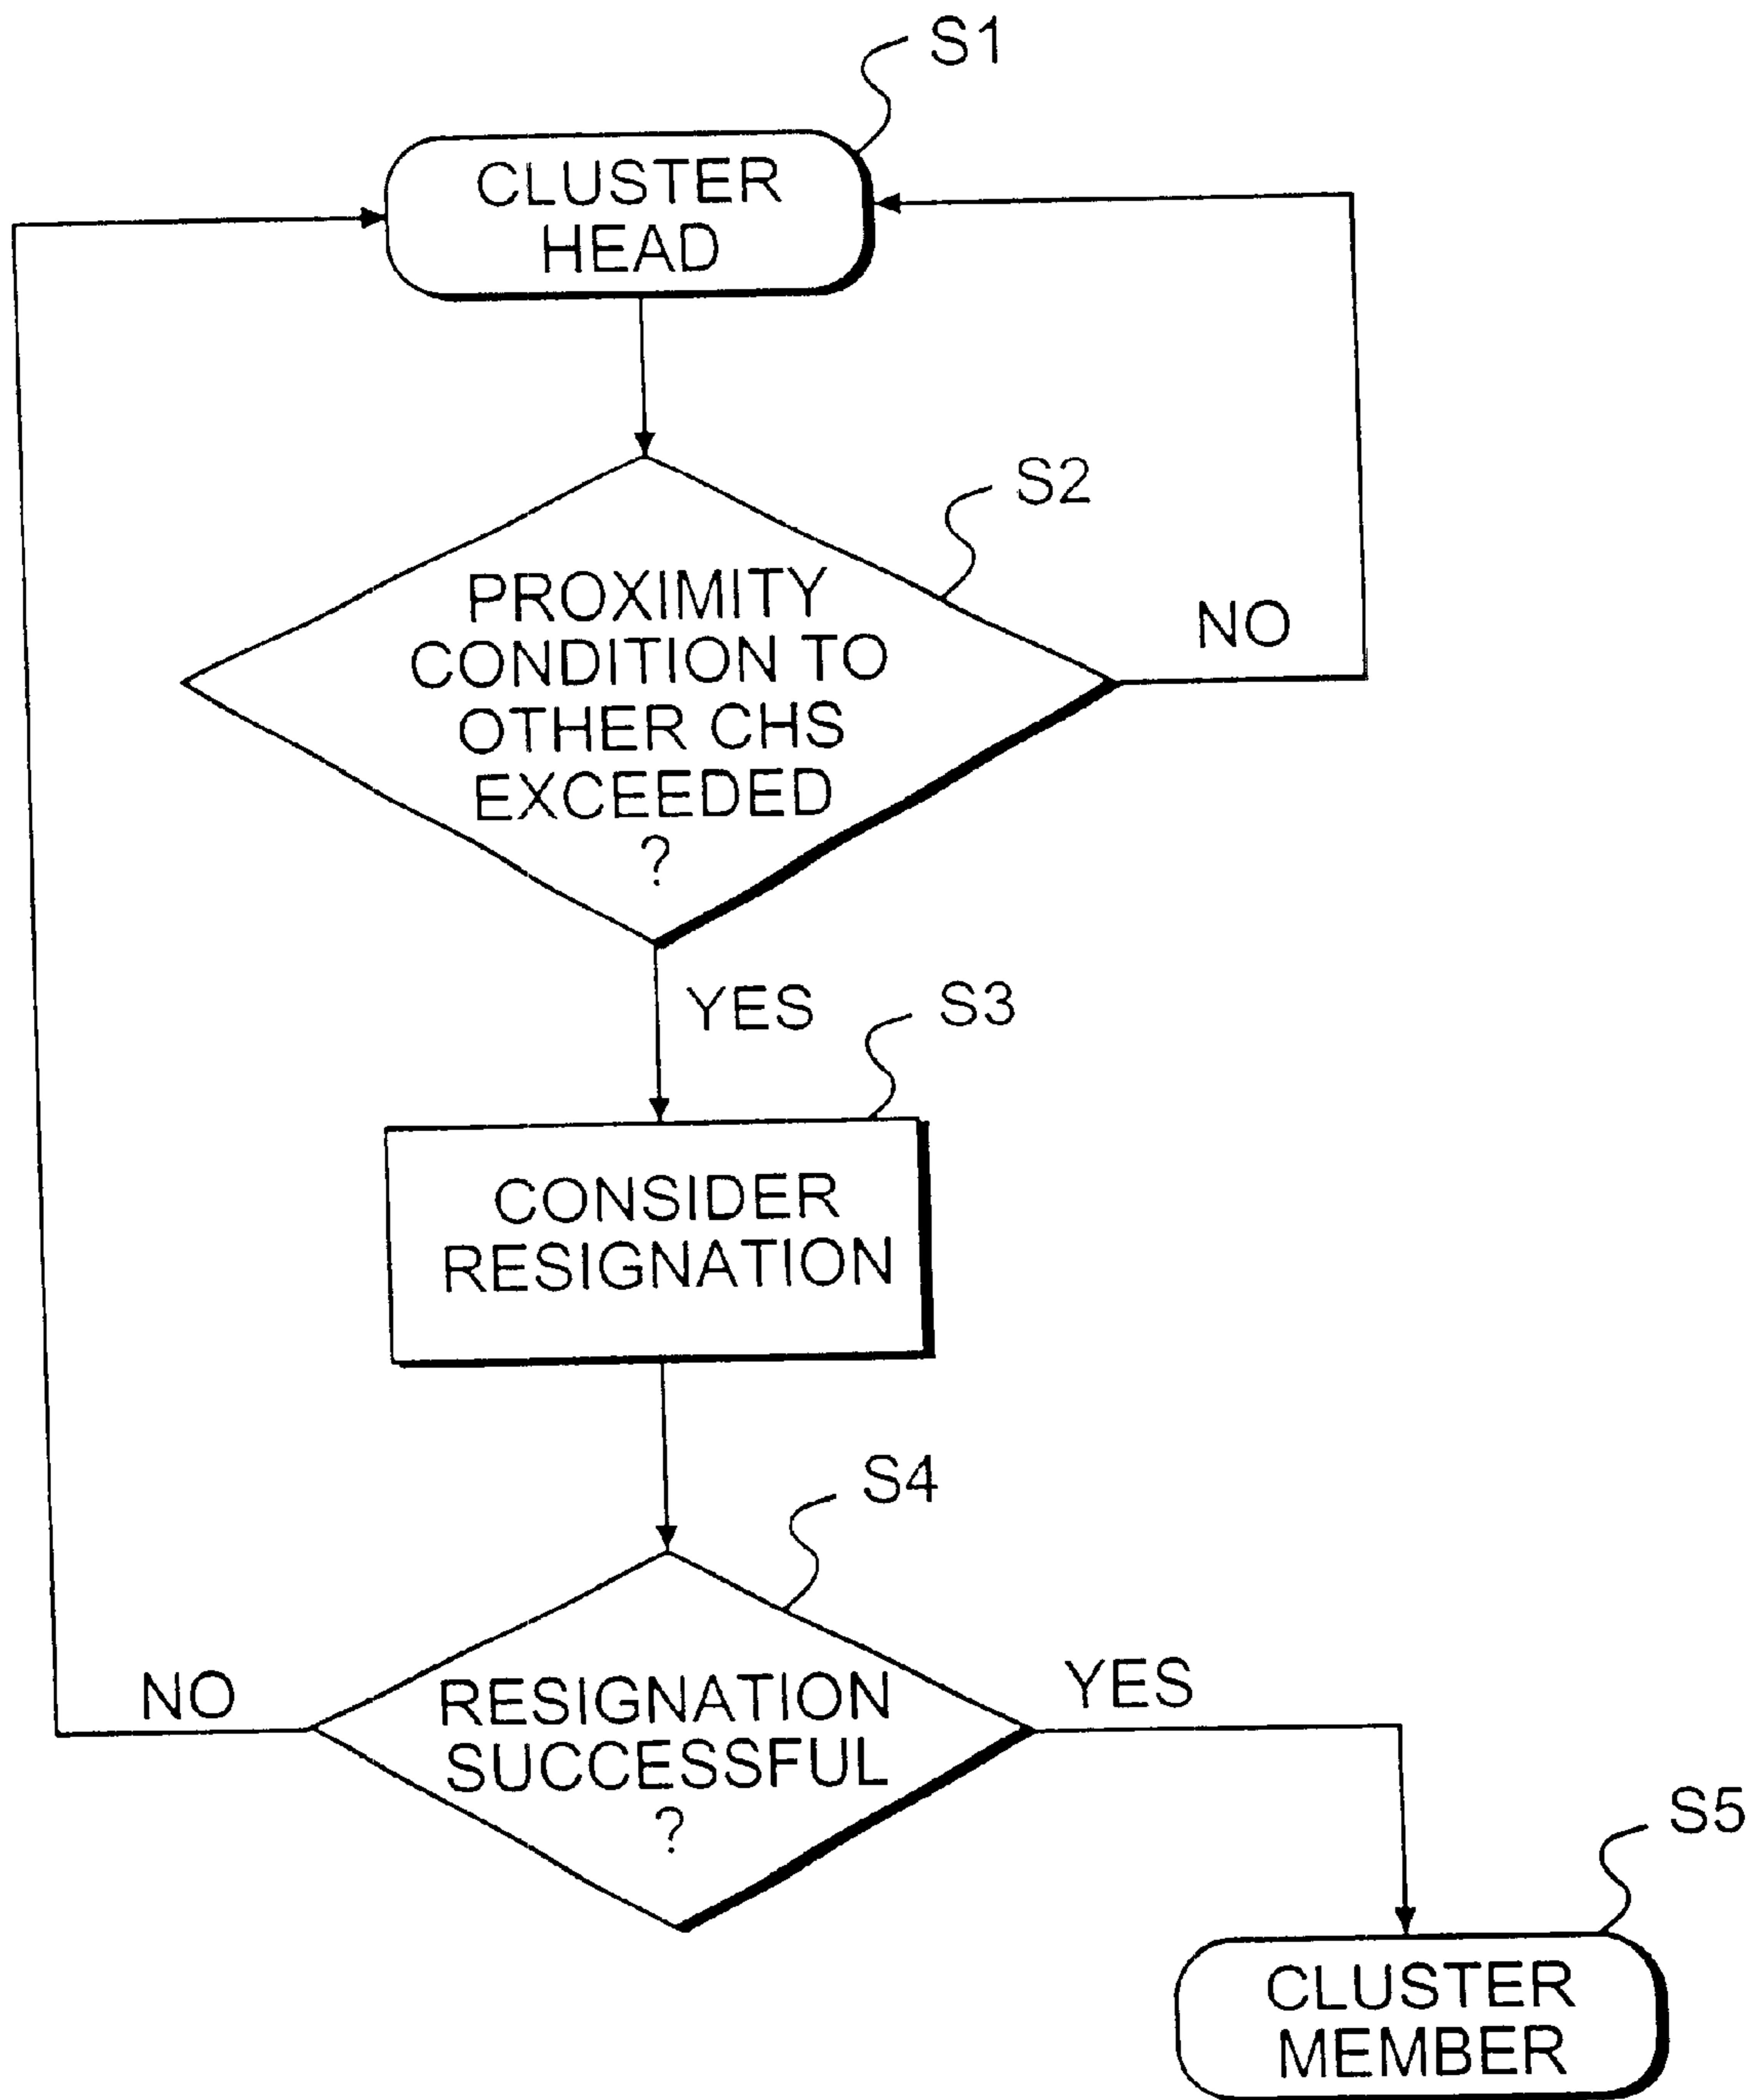 S1
CLUSTER
HEAD
S2
PROXIMITY
CONDITION TO
OTHER CHS
EXCEEDED
?
NO
YES
S3
CONSIDER
RESIGNATION
S4
NO
RESIGNATION
SUCCESSFUL
?
YES
S5
CLUSTER
MEMBER